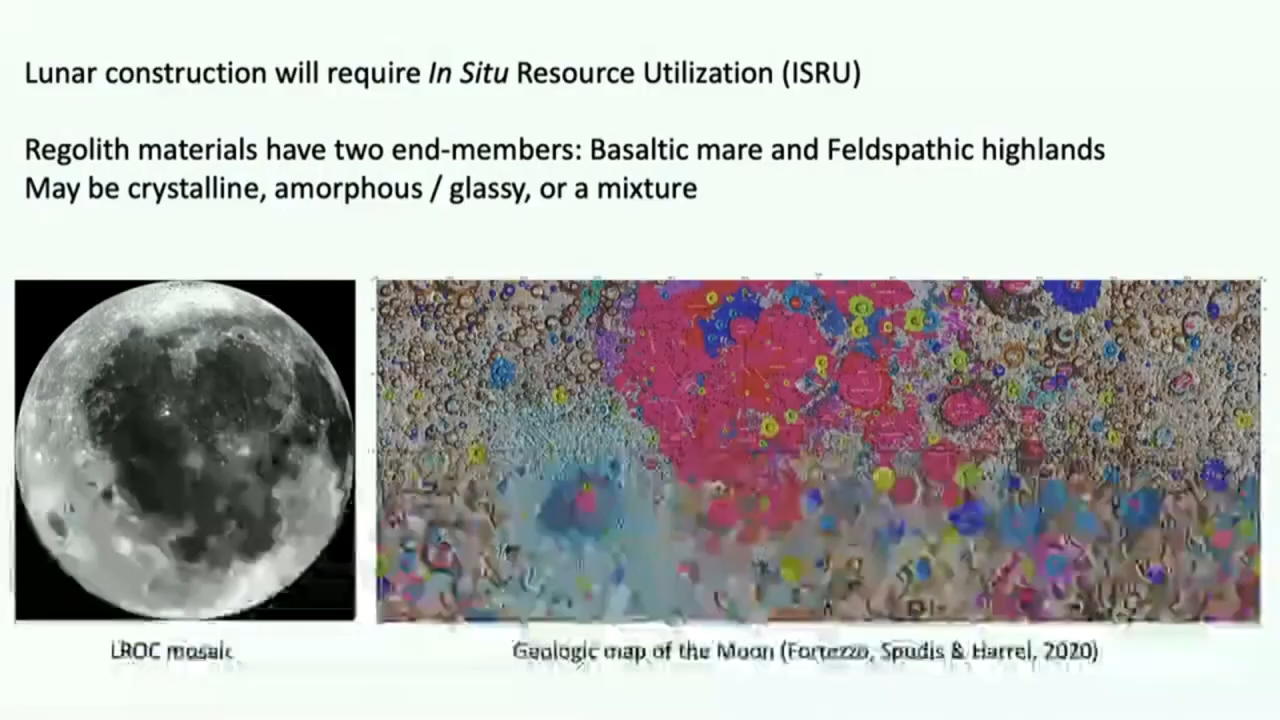 Lunar construction will require In Situ Resource Utilization (ISRU)
Regolith materials have two end-members: Basaltic mare and Feldspathic highlands
May be crystalline, amorphous / glassy, or a mixture
LROC mosaic
Geologic map of the Moon (Fortezzo, Spudis & Harrel, 2020)